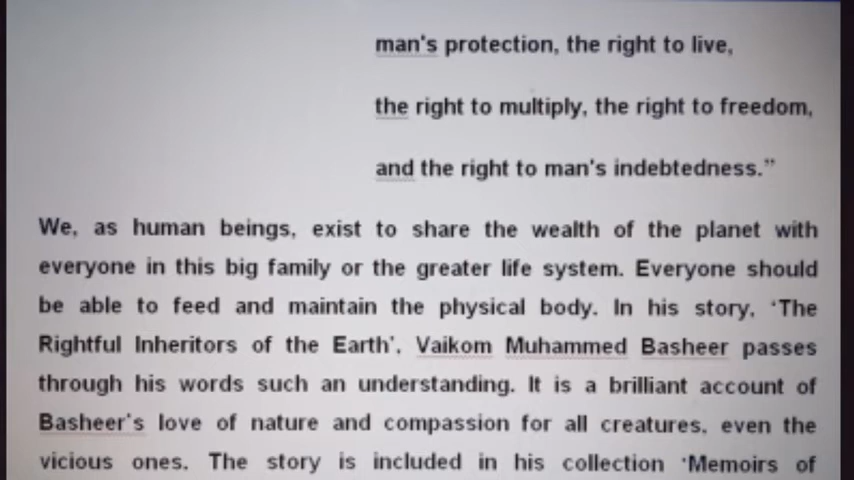 man's protection, the right to live,
the right to multiply, the right to freedom,
and the right to man's indebtedness.”
We, as human beings, exist to share the wealth of the planet with
everyone in this big family or the greater life system. Everyone should
be able to feed and maintain the physical body. In his story, ‘The
Rightful Inheritors of the Earth’, Vaikom Muhammed Basheer passes
through his words such an understanding. It is a brilliant account of
Basheer's love of nature and compassion for all creatures, even the
vicious ones. The story is included in his collection ‘Memoirs of